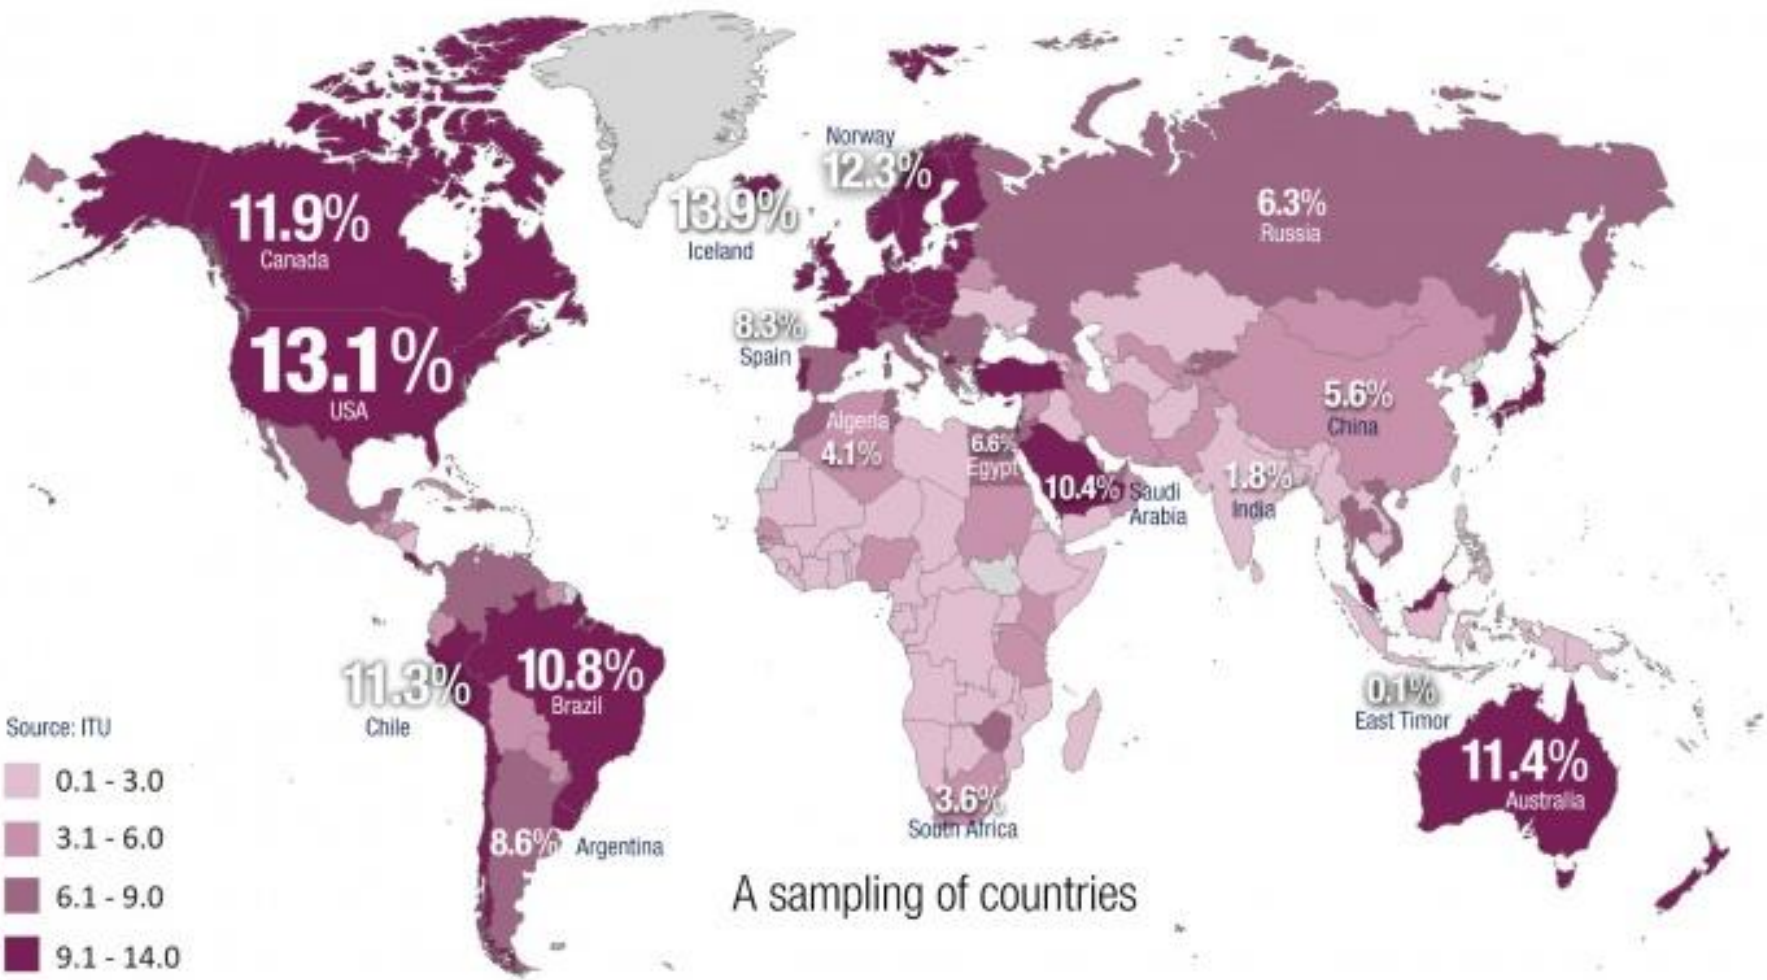 Norway
12.3%
11.9%
Canada
13.9%
Iceland
6.3%
Russia
13.1%
USA
8.3%
Spain
5.6%
China
Algeria
4.1%
6.6%
Egypt
10.4%
Saudi
Arabia
1.8%
India
11.3%
Chile
10.8%
Brazil
0.1%
East Timor
11.4%
Australia
3.6%
South Africa
8.6%
Argentina
Source: ITU
0.1 - 3.0
3.1 - 6.0
6.1 - 9.0
9.1 - 14.0
A sampling of countries